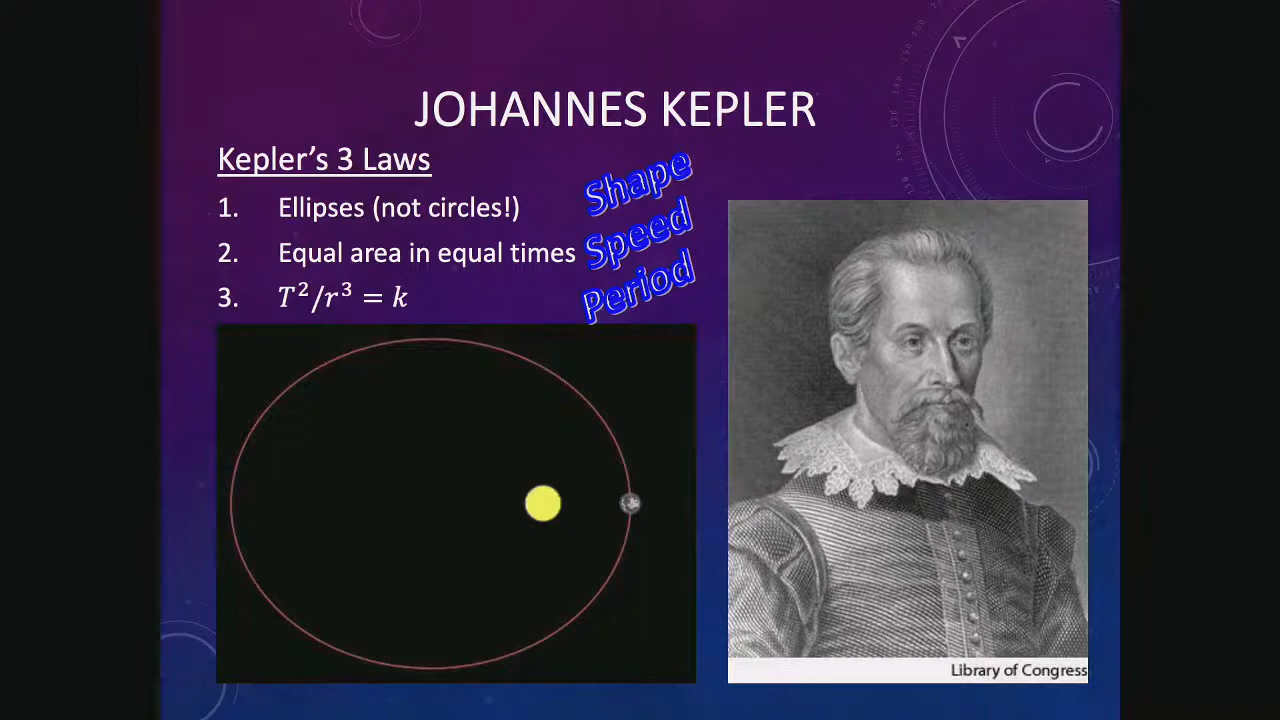 JOHANNES KEPLER
Kepler's 3 Laws
1. Ellipses (not circles!)
Shape
2. Equal area in equal times
Speed
3. T²/r³ = k
Period
Library of Congress